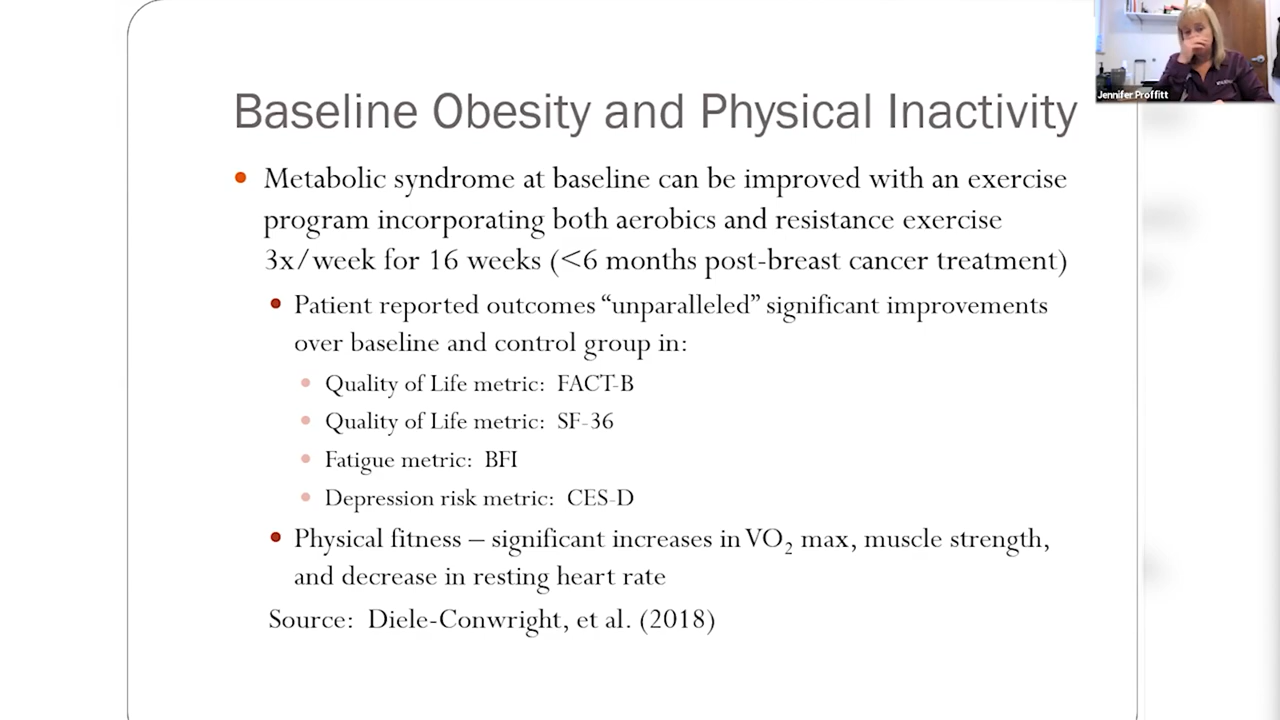 Jennifer Proffitt
Baseline Obesity and Physical Inactivity
Metabolic syndrome at baseline can be improved with an exercise
program incorporating both aerobics and resistance exercise
3x/week for 16 weeks (<6 months post-breast cancer treatment)
Patient reported outcomes “unparalleled” significant improvements
over baseline and control group in:
Quality of Life metric: FACT-B
Quality of Life metric: SF-36
Fatigue metric: BFI
Depression risk metric: CES-D
Physical fitness – significant increases in VO₂ max, muscle strength,
and decrease in resting heart rate
Source: Diele-Conwright, et al. (2018)